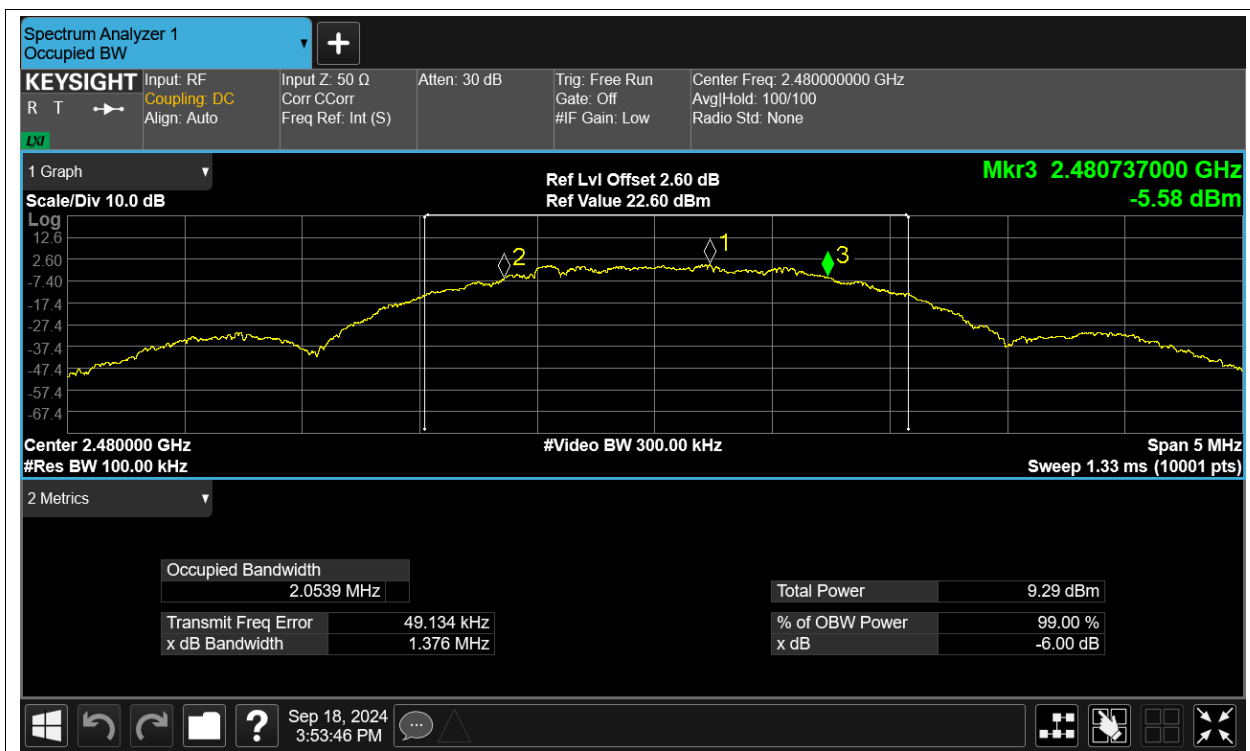 Spectrum Analyzer 1
Occupied BW
KEYSIGHT
R T
LXI
Input: RF
Coupling: DC
Align: Auto
Input Z: 50 Ω
Corr CCorr
Freq Ref: Int (S)
Atten: 30 dB
Trig: Free Run
Gate: Off
#IF Gain: Low
Center Freq: 2.480000000 GHz
Avg|Hold: 100/100
Radio Std: None
1 Graph
Scale/Div 10.0 dB
Ref Lvl Offset 2.60 dB
Ref Value 22.60 dBm
Mkr3 2.480737000 GHz
-5.58 dBm
Log
12.6
2.60
-7.40
-17.4
-27.4
-37.4
-47.4
-57.4
-67.4
2
1
3
Center 2.480000 GHz
#Video BW 300.00 kHz
Span 5 MHz
#Res BW 100.00 kHz
Sweep 1.33 ms (10001 pts)
2 Metrics
Occupied Bandwidth
2.0539 MHz
Total Power 9.29 dBm
Transmit Freq Error 49.134 kHz
% of OBW Power 99.00 %
x dB Bandwidth 1.376 MHz
x dB -6.00 dB
?
Sep 18, 2024
3:53:46 PM